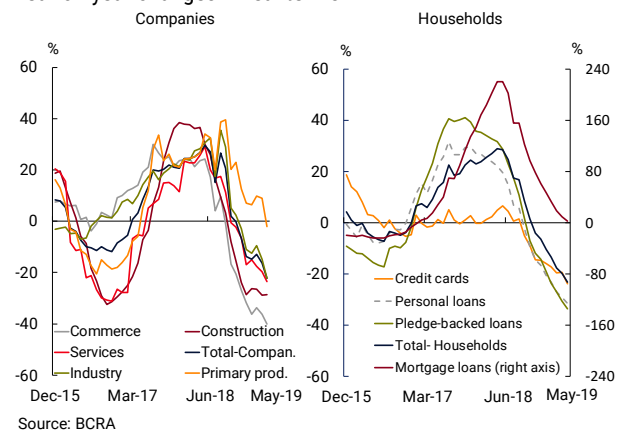 Companies
Households
%
%
%
60
40
20
0
-20
-40
-60
60
40
20
0
-20
-40
-60
240
160
80
0
-80
-160
-240
Commerce
Construction
Services
Total-Compan.
Industry
Primary prod.
Credit cards
Personal loans
Pledge-backed loans
Total- Households
Mortgage loans (right axis)
Dec-15
Mar-17
Jun-18
May-19
Dec-15
Mar-17
Jun-18
May-19
Source: BCRA